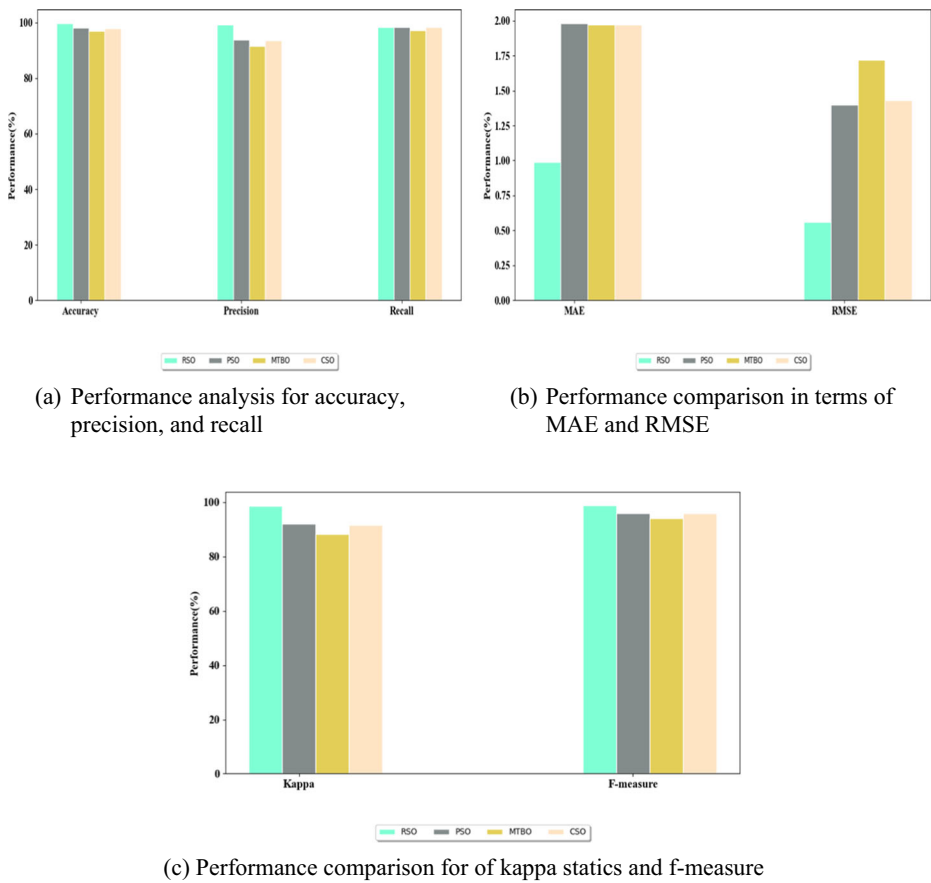 100
80
60
40
20
0
Performance(%)
Accuracy
Precision
Recall
RSO PSO MTBO CSO
2.00
1.75
1.50
1.25
1.00
0.75
0.50
0.25
0.00
Performance(%)
MAE
RMSE
RSO PSO MTBO CSO
(a) Performance analysis for accuracy,
precision, and recall
(b) Performance comparison in terms of
MAE and RMSE
100
80
60
40
20
0
Performance(%)
Kappa
F-measure
RSO PSO MTBO CSO
(c) Performance comparison for of kappa statics and f-measure